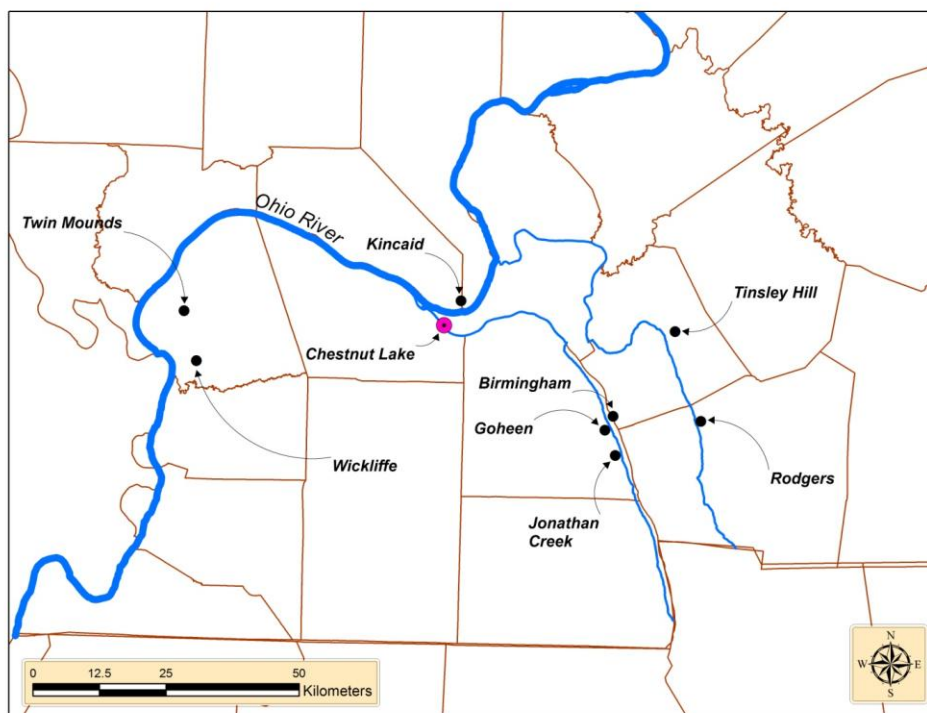 Ohio River
Twin Mounds
Kincaid
Tinsley Hill
Chestnut Lake
Birmingham
Goheen
Wickliffe
Rodgers
Jonathan
Creek
N
W E
S
0 12.5 25 50
Kilometers